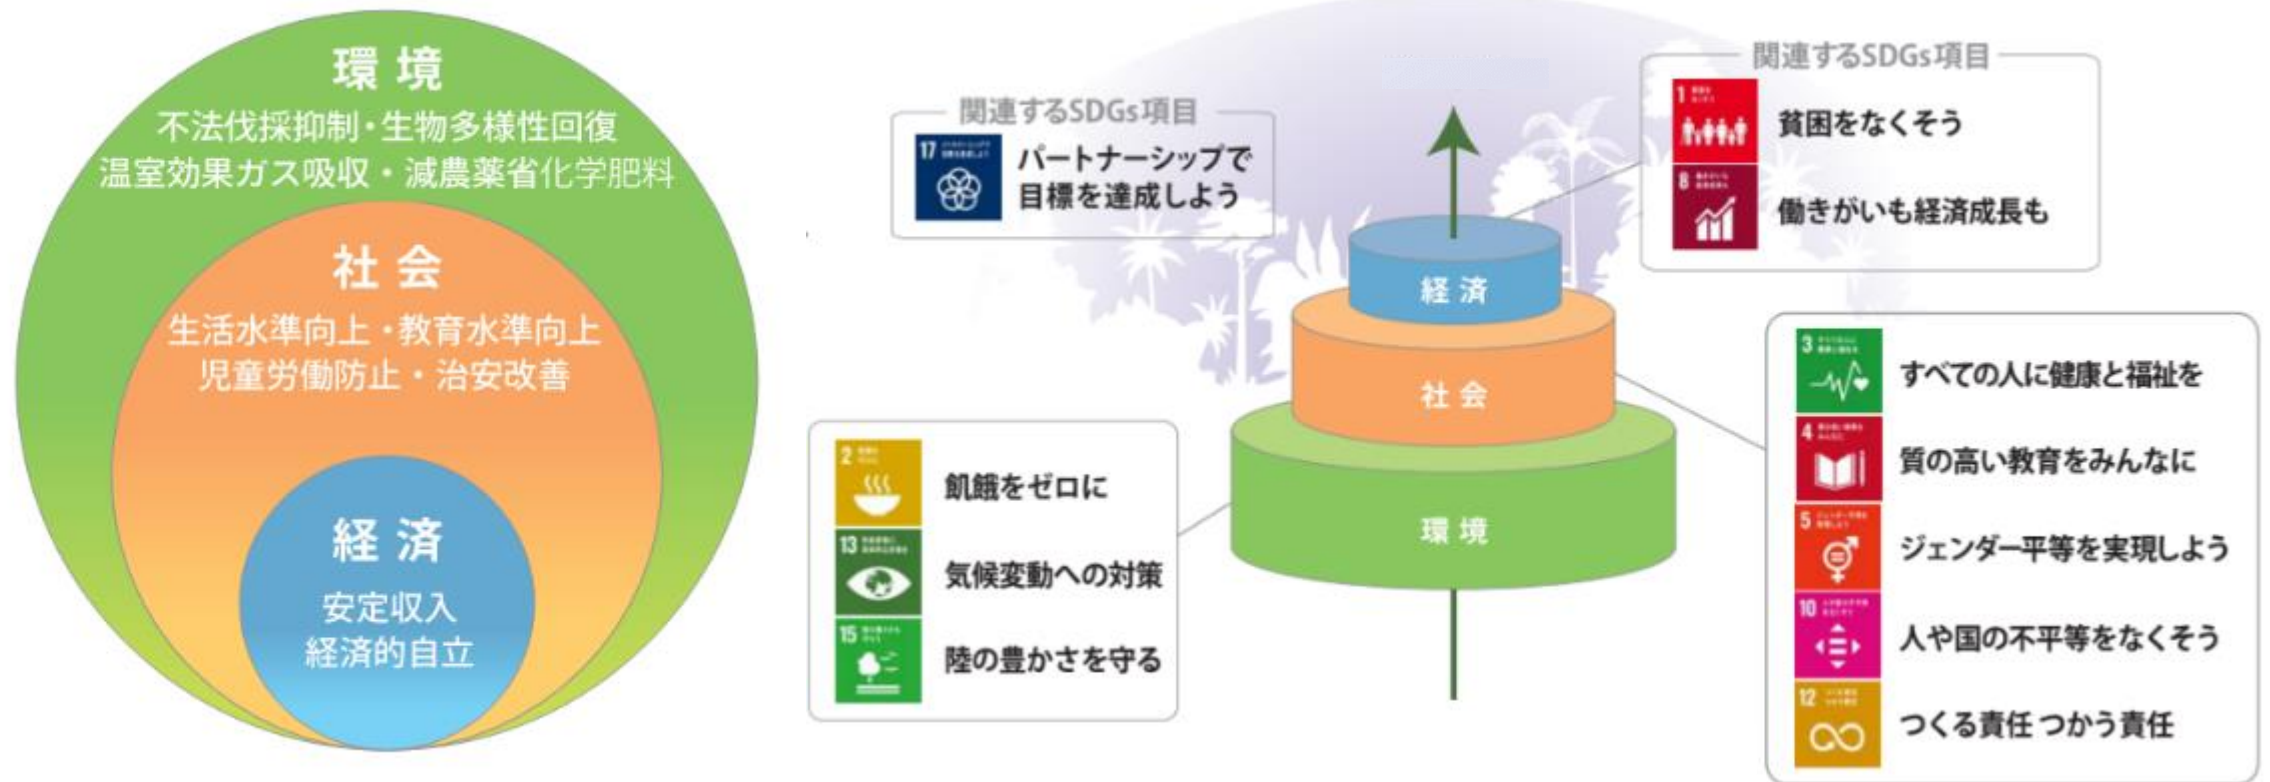 環 境
不法伐採抑制・生物多様性回復
温室効果ガス吸収・減農薬省化学肥料
社 会
生活水準向上・教育水準向上
児童労働防止・治安改善
経 済
安定収入
経済的自立
関連するSDGs項目
17
パートナーシップで
目標を達成しよう
関連するSDGs項目
1
貧困をなくそう
8
働きがいも経済成長も
経 済
社 会
環 境
2
飢餓をゼロに
13
気候変動への対策
15
陸の豊かさを守る
3
すべての人に健康と福祉を
4
質の高い教育をみんなに
5
ジェンダー平等を実現しよう
10
人や国の不平等をなくそう
12
つくる責任 つかう責任